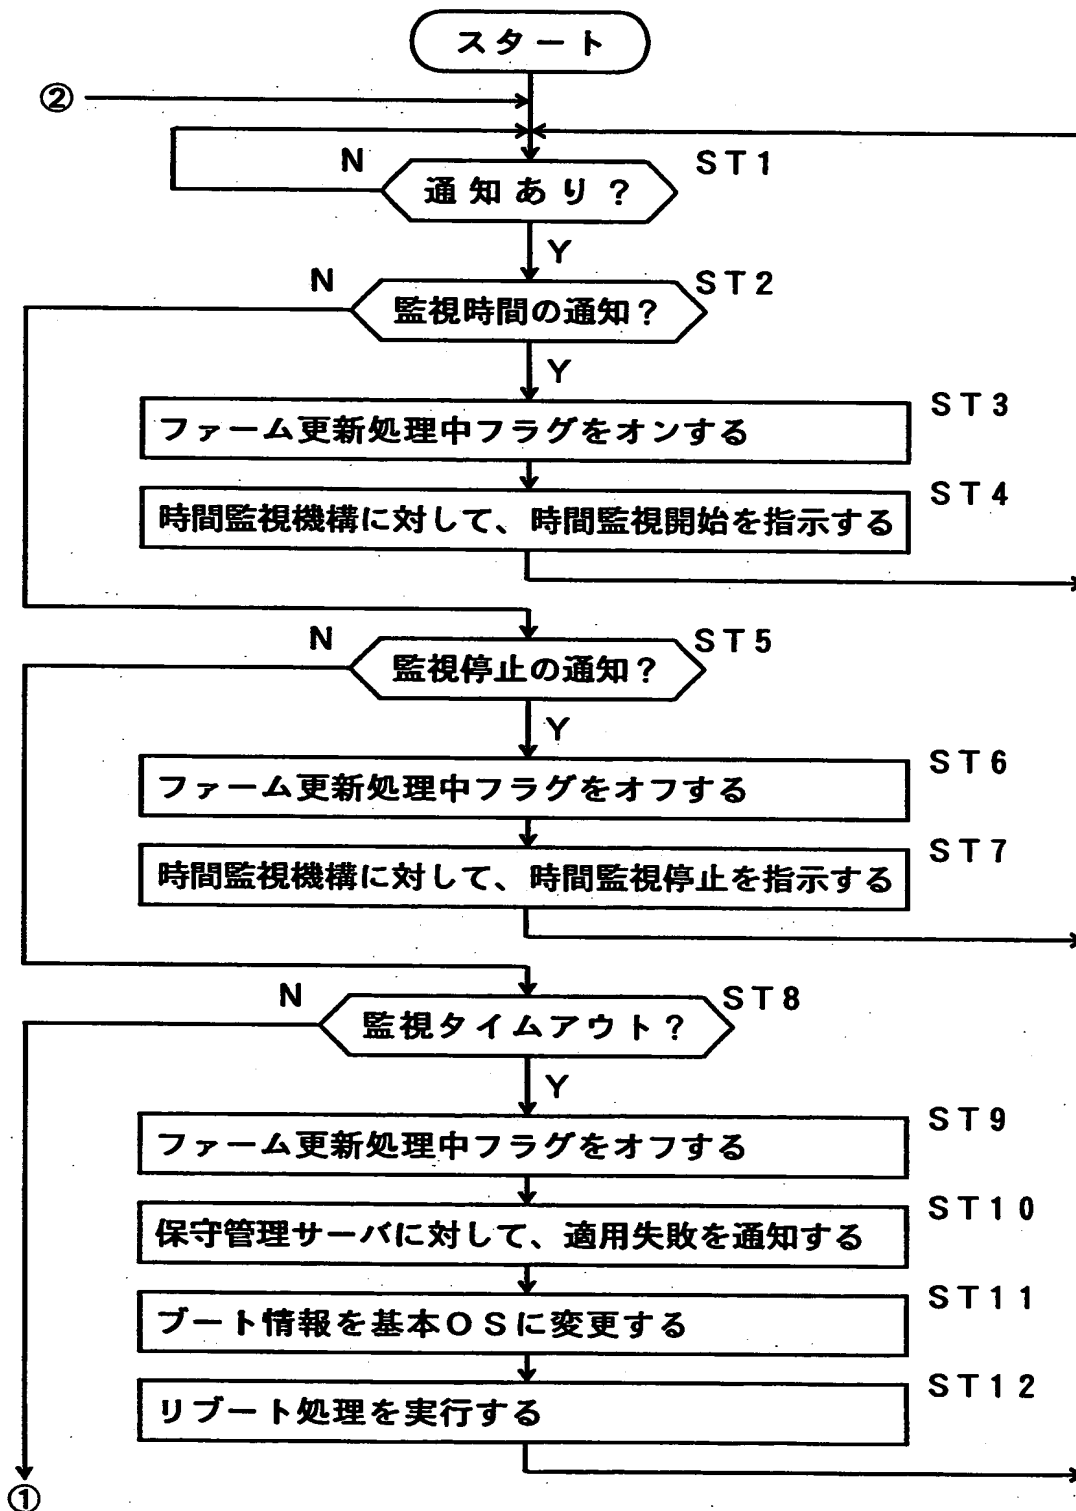 スタート
②
N
ST1
通知あり？
Y
N
ST2
監視時間の通知？
Y
ST3
ファーム更新処理中フラグをオンする
ST4
時間監視機構に対して、時間監視開始を指示する
N
ST5
監視停止の通知？
Y
ST6
ファーム更新処理中フラグをオフする
ST7
時間監視機構に対して、時間監視停止を指示する
N
ST8
監視タイムアウト？
Y
ST9
ファーム更新処理中フラグをオフする
ST10
保守管理サーバに対して、適用失敗を通知する
ST11
ブート情報を基本OSに変更する
ST12
リブート処理を実行する
①